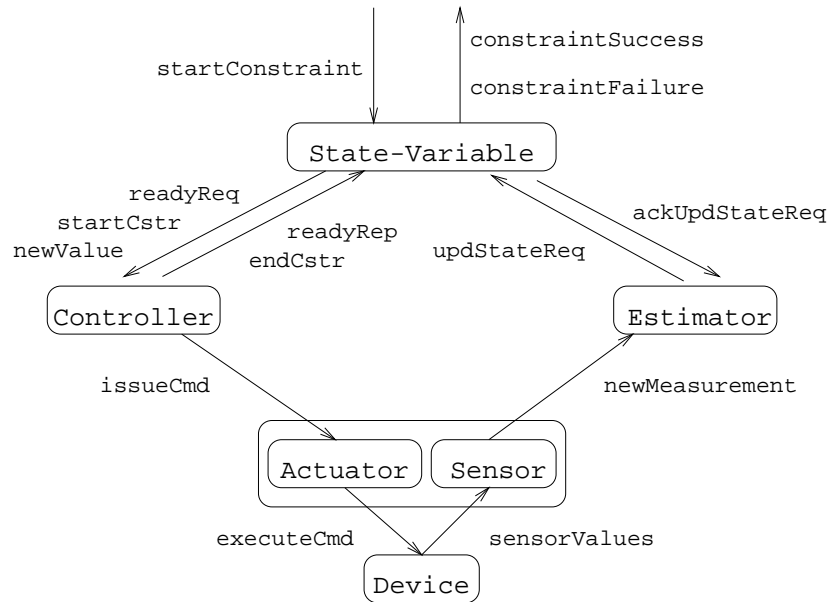 constraintSuccess
startConstraint
constraintFailure
State-Variable
readyReq
startCstr
newValue
readyRep
endCstr
updStateReq
ackUpdStateReq
Controller
Estimator
issueCmd
newMeasurement
Actuator
Sensor
executeCmd
sensorValues
Device